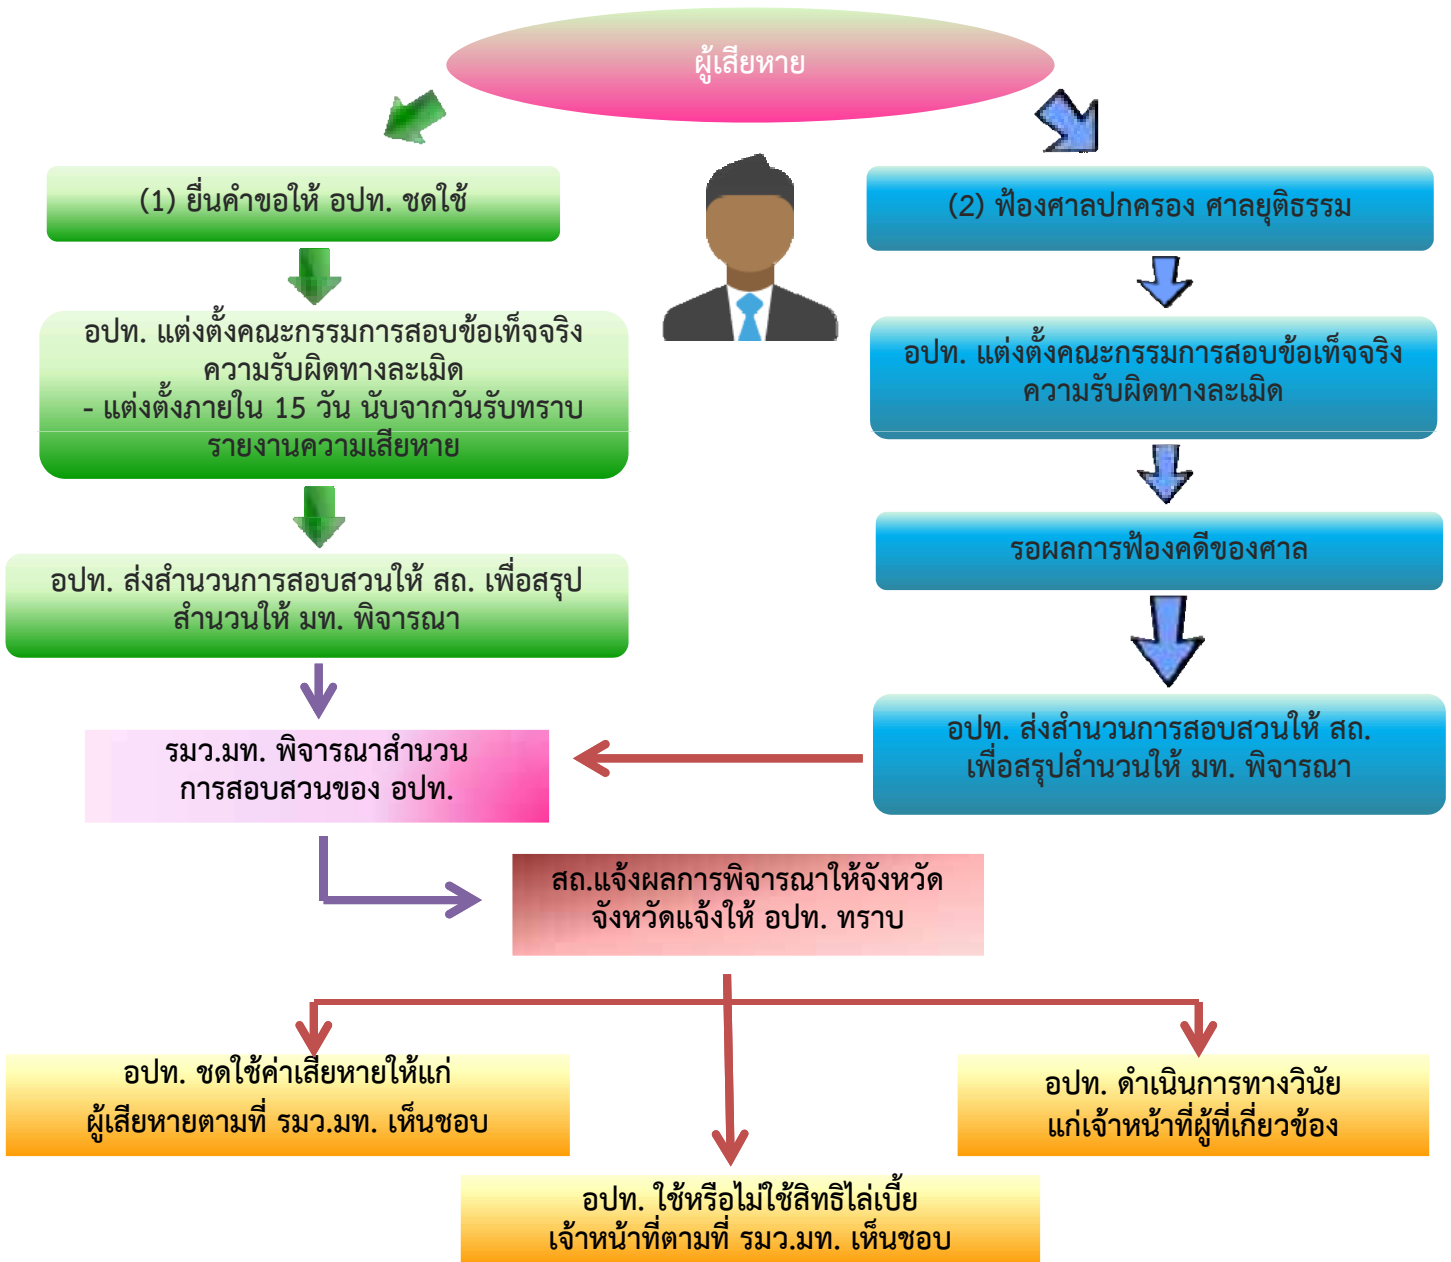 ผู้เสียหาย
(1) ยื่นคำขอให้ อปท. ชดใช้
อปท. แต่งตั้งคณะกรรมการสอบข้อเท็จจริง
ความรับผิดทางละเมิด
- แต่งตั้งภายใน 15 วัน นับจากวันรับทราบ
รายงานความเสียหาย
อปท. ส่งสำนวนการสอบสวนให้ สถ. เพื่อสรุป
สำนวนให้ มท. พิจารณา
(2) ฟ้องศาลปกครอง ศาลยุติธรรม
อปท. แต่งตั้งคณะกรรมการสอบข้อเท็จจริง
ความรับผิดทางละเมิด
รอผลการฟ้องคดีของศาล
อปท. ส่งสำนวนการสอบสวนให้ สถ.
เพื่อสรุปสำนวนให้ มท. พิจารณา
รมว.มท. พิจารณาสำนวน
การสอบสวนของ อปท.
สถ.แจ้งผลการพิจารณาให้จังหวัด
จังหวัดแจ้งให้ อปท. ทราบ
อปท. ชดใช้ค่าเสียหายให้แก่
ผู้เสียหายตามที่ รมว.มท. เห็นชอบ
อปท. ใช้หรือไม่ใช้สิทธิไล่เบี้ย
เจ้าหน้าที่ตามที่ รมว.มท. เห็นชอบ
อปท. ดำเนินการทางวินัย
แก่เจ้าหน้าที่ผู้ที่เกี่ยวข้อง